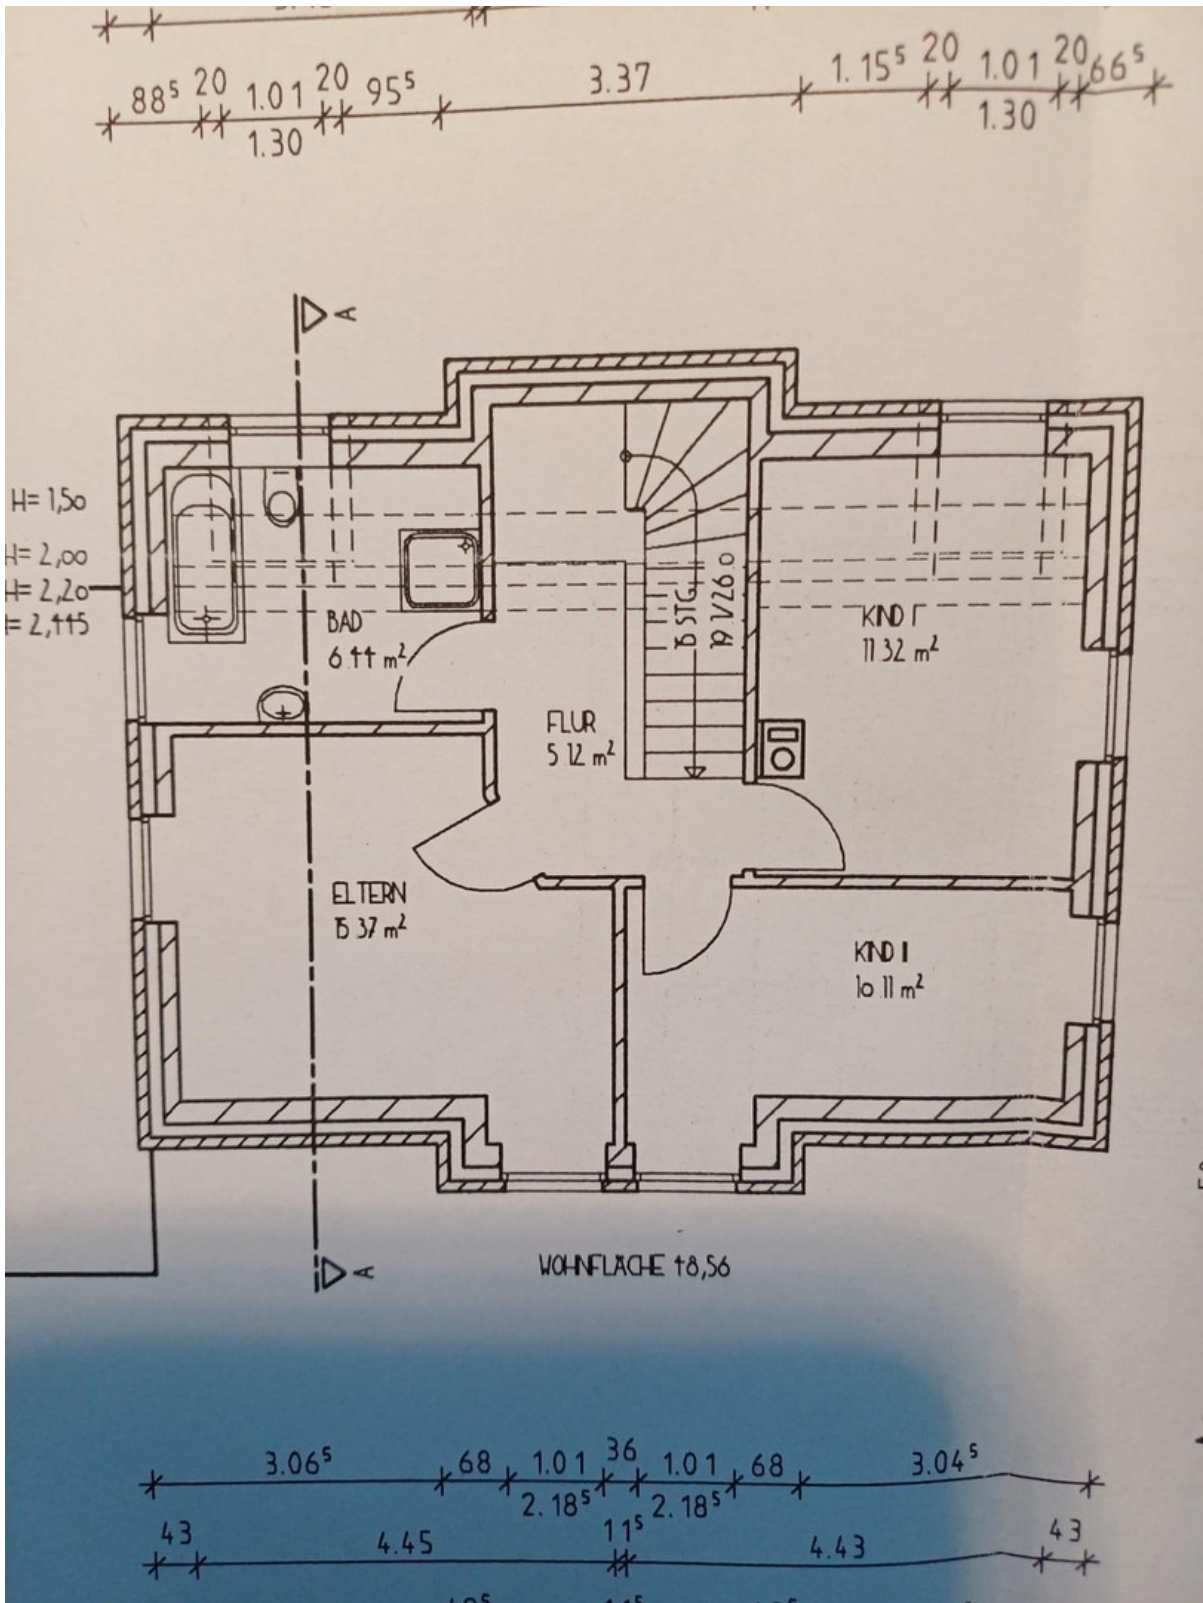 88⁵ 20 1.01 20 95⁵ 3.37 1.15⁵ 20 1.01 20 66⁵
1.30 1.30
A
H= 1,50
H= 2,00
H= 2,20
= 2,445
BAD
6.44 m²
15 STG.
19 1/26.0
KIND I
11.32 m²
FLUR
5.12 m²
ELTERN
15.37 m²
KIND II
10.11 m²
A
WOHNFLÄCHE 48,56
3.06⁵ 68 1.01 36 1.01 68 3.04⁵
2.18⁵ 2.18⁵
43 4.45 11⁵ 4.43 43